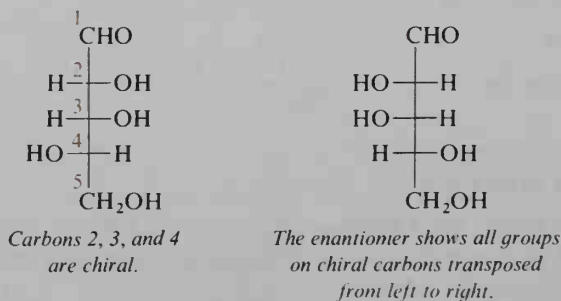 1
CHO
2
H OH
3
H OH
4
HO H
5
CH2OH
Carbons 2, 3, and 4
are chiral.
CHO
HO H
HO H
H OH
CH2OH
The enantiomer shows all groups
on chiral carbons transposed
from left to right.